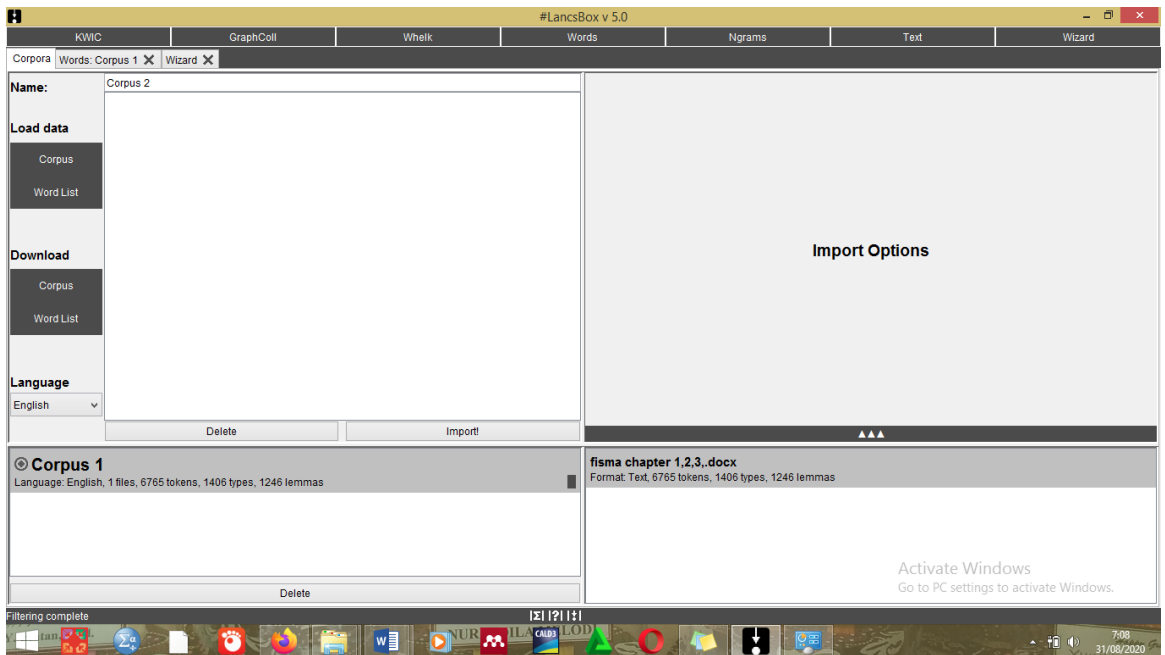 #LancsBox v 5.0
KWIC GraphColl Whelk Words Ngrams Text Wizard
Corpora Words: Corpus 1 Wizard
Name: Corpus 2
Load data
Corpus
Word List
Download
Corpus
Word List
Import Options
Language
English
Delete Import!
Corpus 1
Language: English, 1 files, 6765 tokens, 1406 types, 1246 lemmas
fisma chapter 1,2,3,.docx
Format: Text, 6765 tokens, 1406 types, 1246 lemmas
Activate Windows
Go to PC settings to activate Windows.
Delete
Filtering complete
|Σ| |?| |‡|
CALD3
7:08
31/08/2020